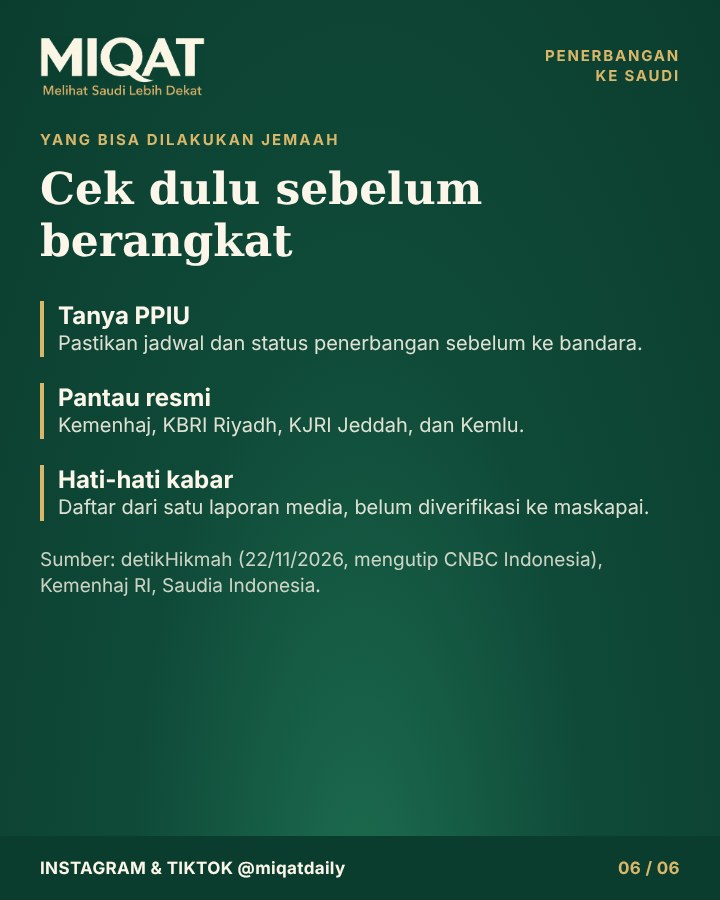 MIQAT
Melihat Saudi Lebih Dekat
PENERBANGAN
KE SAUDI
YANG BISA DILAKUKAN JEMAAH
Cek dulu sebelum
berangkat
Tanya PPIU
Pastikan jadwal dan status penerbangan sebelum ke bandara.
Pantau resmi
Kemenhaj, KBRI Riyadh, KJRI Jeddah, dan Kemlu.
Hati-hati kabar
Daftar dari satu laporan media, belum diverifikasi ke maskapai.
Sumber: detikHikmah (22/11/2026, mengutip CNBC Indonesia),
Kemenhaj RI, Saudia Indonesia.
INSTAGRAM & TIKTOK @miqatdaily
06 / 06